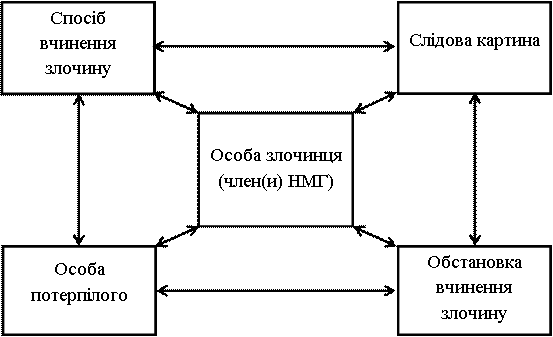 Спосіб
вчинення
злочину
Слідова картина
Особа злочинця
(член(и) НМГ)
Особа
потерпілого
Обстановка
вчинення
злочину